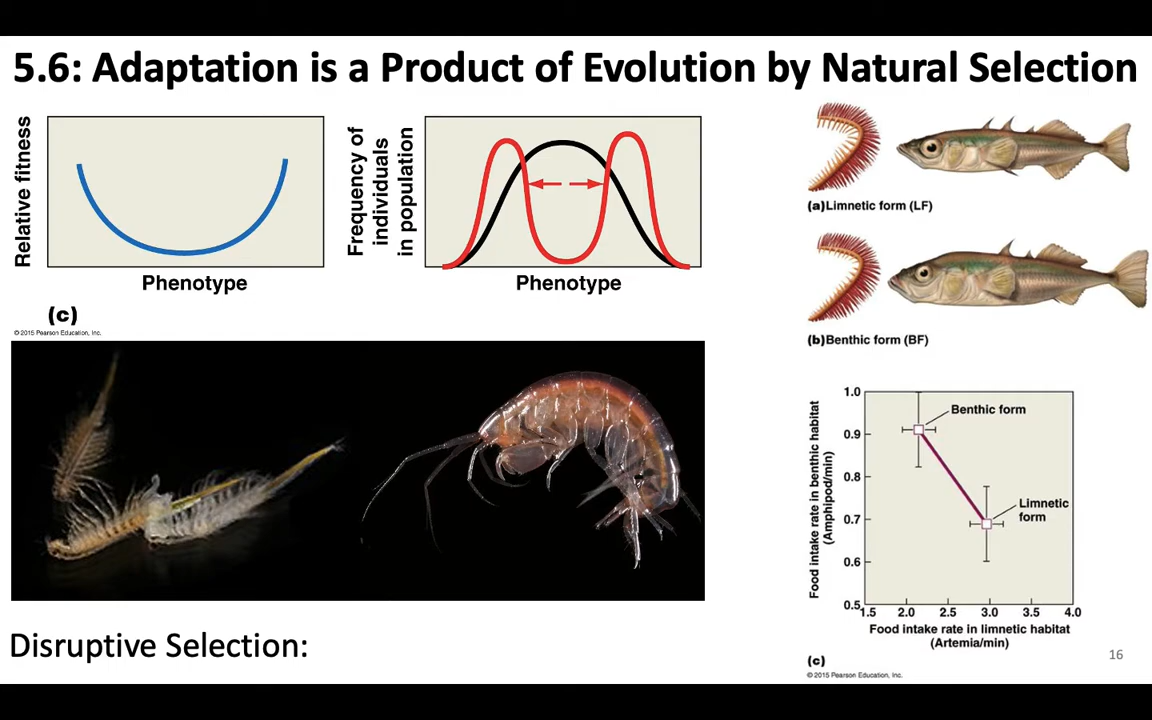 5.6: Adaptation is a Product of Evolution by Natural Selection
Relative fitness
Phenotype
Frequency of
individuals
in population
Phenotype
(c)
© 2015 Pearson Education, Inc.
(a)Limnetic form (LF)
(b)Benthic form (BF)
Food intake rate in benthic habitat
(Amphipod/min)
1.0
0.9
0.8
0.7
0.6
0.5
Benthic form
Limnetic
form
1.5 2.0 2.5 3.0 3.5 4.0
Food intake rate in limnetic habitat
(Artemia/min)
(c)
© 2015 Pearson Education, Inc.
Disruptive Selection:
16